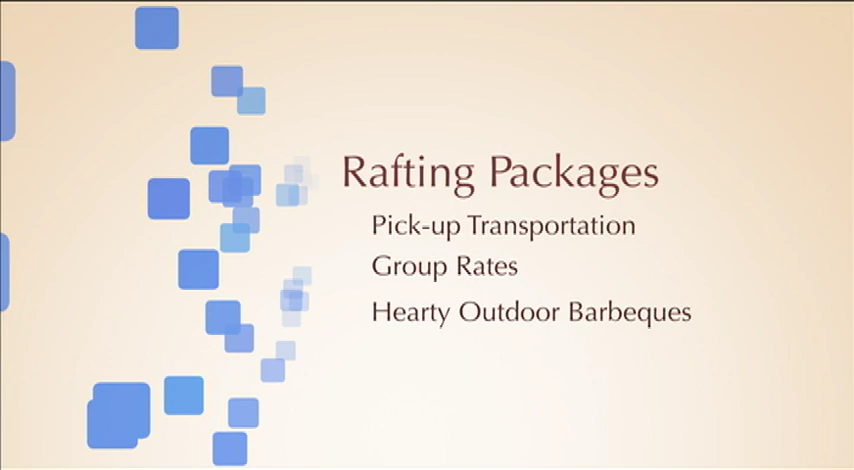 Rafting Packages
Pick-up Transportation
Group Rates
Hearty Outdoor Barbeques